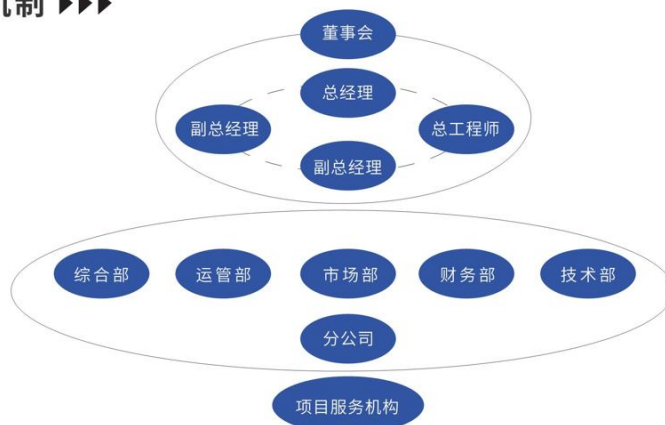 制 ▶▶▶
董事会
总经理
副总经理 总工程师
副总经理
综合部 运管部 市场部 财务部 技术部
分公司
项目服务机构